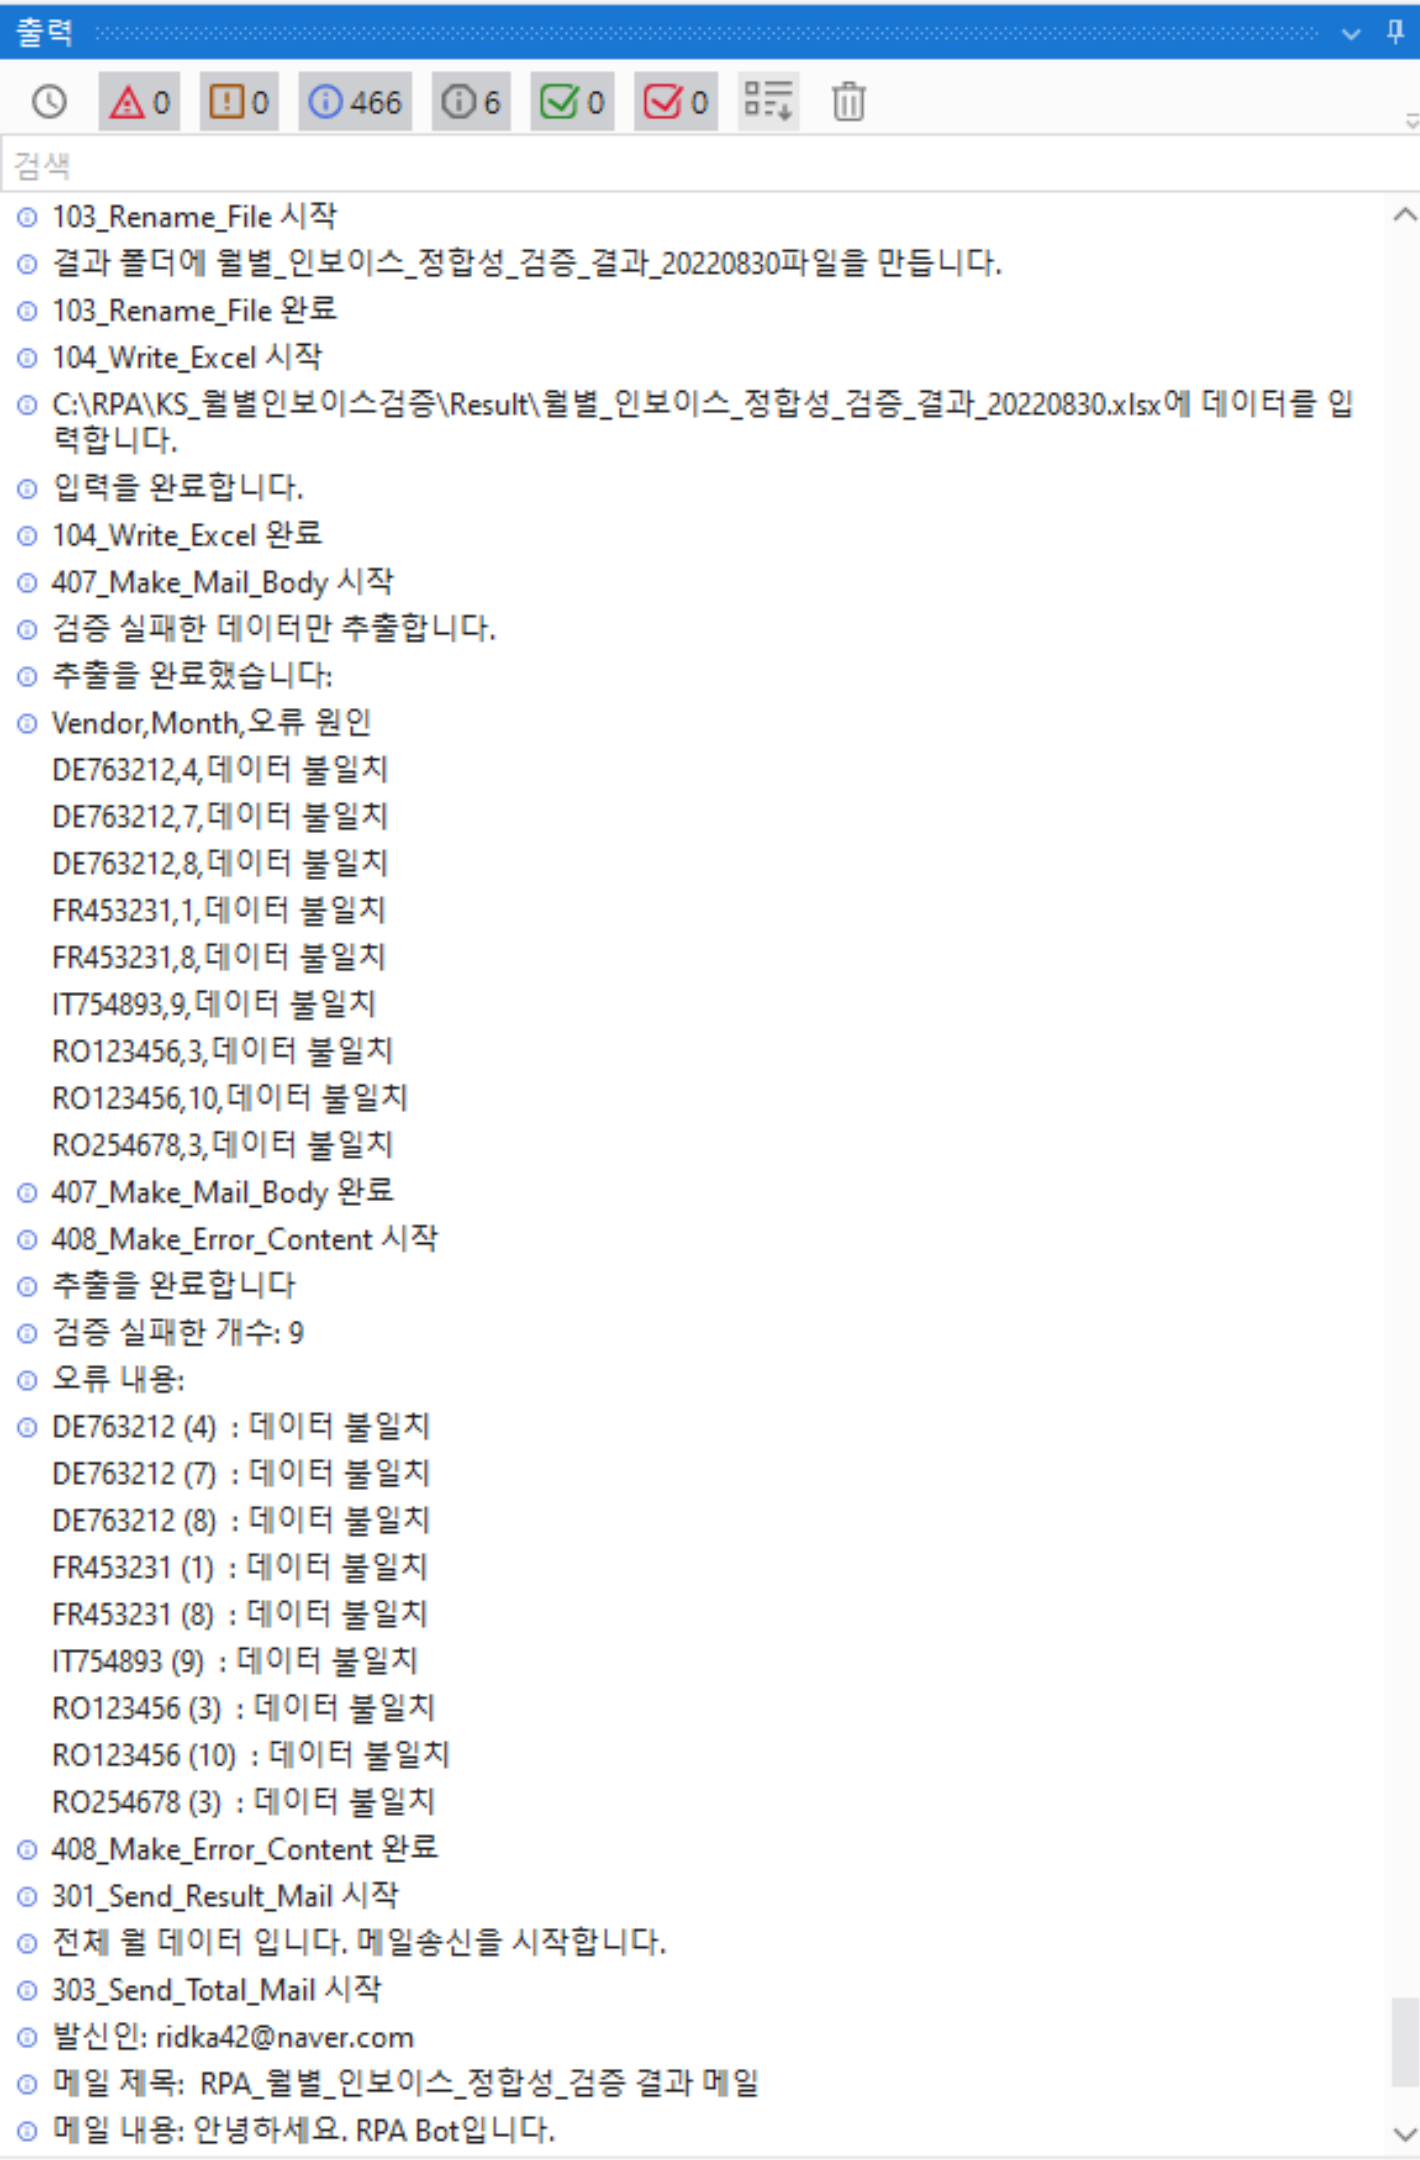 출력
0 0 466 6 0 0
검색
103_Rename_File 시작
결과 폴더에 월별_인보이스_정합성_검증_결과_20220830파일을 만듭니다.
103_Rename_File 완료
104_Write_Excel 시작
C:\RPA\KS_월별인보이스검증\Result\월별_인보이스_정합성_검증_결과_20220830.xlsx에 데이터를 입
력합니다.
입력을 완료합니다.
104_Write_Excel 완료
407_Make_Mail_Body 시작
검증 실패한 데이터만 추출합니다.
추출을 완료했습니다:
Vendor,Month,오류 원인
DE763212,4,데이터 불일치
DE763212,7,데이터 불일치
DE763212,8,데이터 불일치
FR453231,1,데이터 불일치
FR453231,8,데이터 불일치
IT754893,9,데이터 불일치
RO123456,3,데이터 불일치
RO123456,10,데이터 불일치
RO254678,3,데이터 불일치
407_Make_Mail_Body 완료
408_Make_Error_Content 시작
추출을 완료합니다
검증 실패한 개수: 9
오류 내용:
DE763212 (4)  : 데이터 불일치
DE763212 (7)  : 데이터 불일치
DE763212 (8)  : 데이터 불일치
FR453231 (1)  : 데이터 불일치
FR453231 (8)  : 데이터 불일치
IT754893 (9)  : 데이터 불일치
RO123456 (3)  : 데이터 불일치
RO123456 (10)  : 데이터 불일치
RO254678 (3)  : 데이터 불일치
408_Make_Error_Content 완료
301_Send_Result_Mail 시작
전체 월 데이터 입니다. 메일송신을 시작합니다.
303_Send_Total_Mail 시작
발신인: ridka42@naver.com
메일 제목:  RPA_월별_인보이스_정합성_검증 결과 메일
메일 내용: 안녕하세요. RPA Bot입니다.